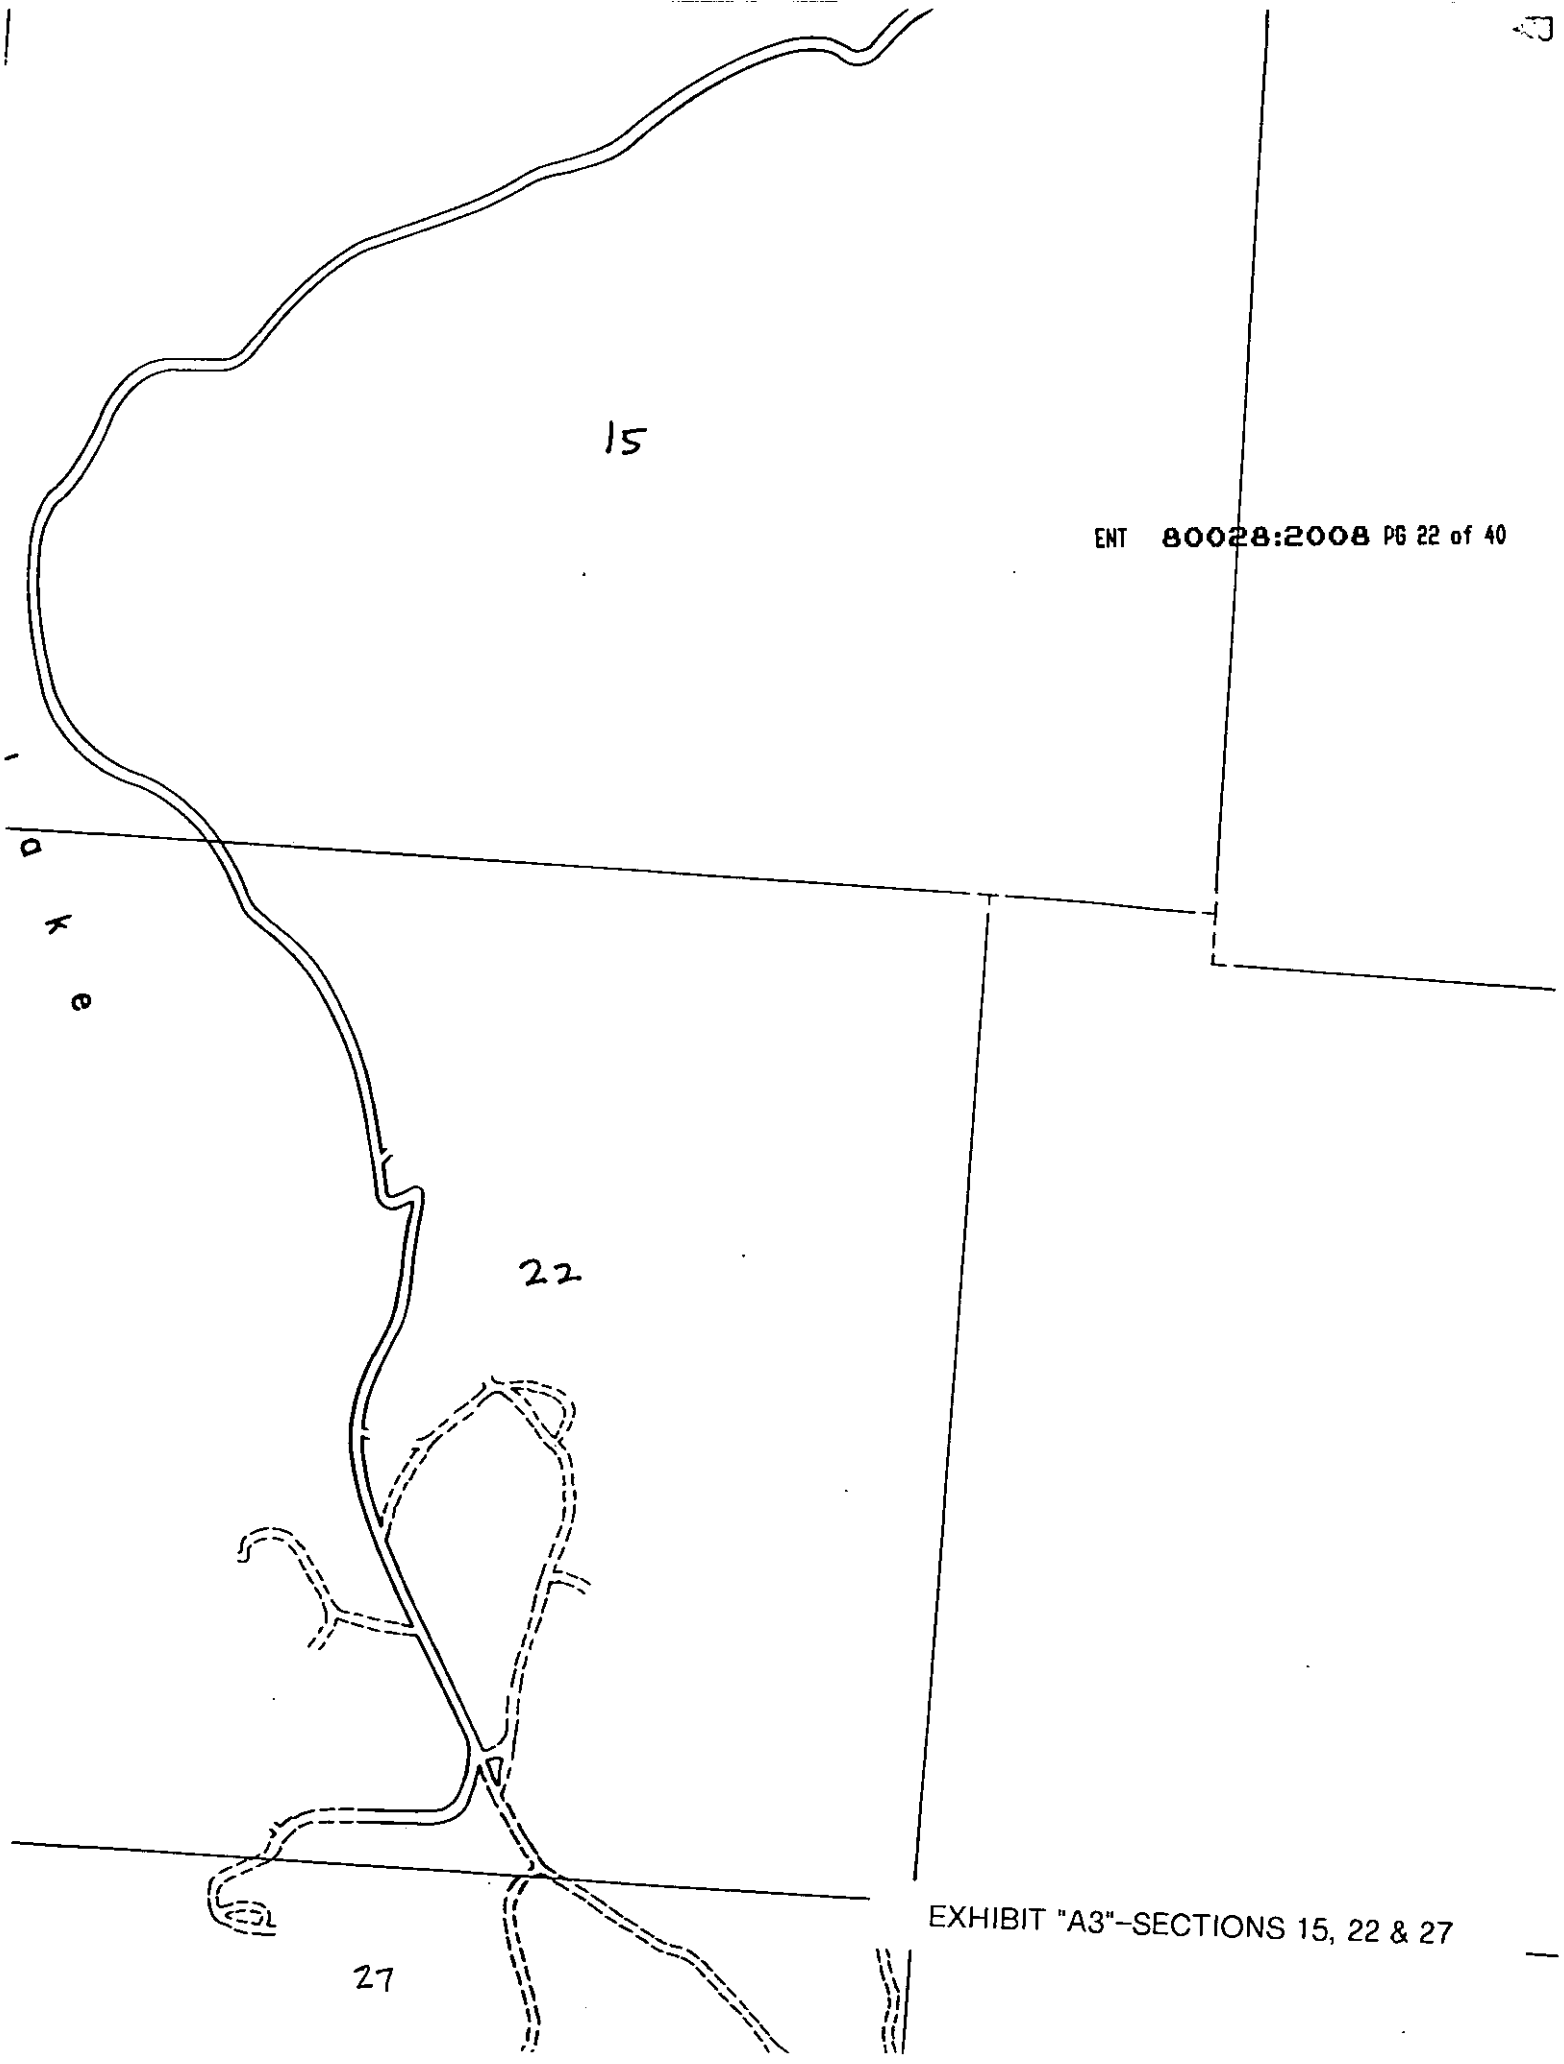 15
ENT 80028:2008 PG 22 of 40
l a k e
22
EXHIBIT "A3"-SECTIONS 15, 22 & 27
27